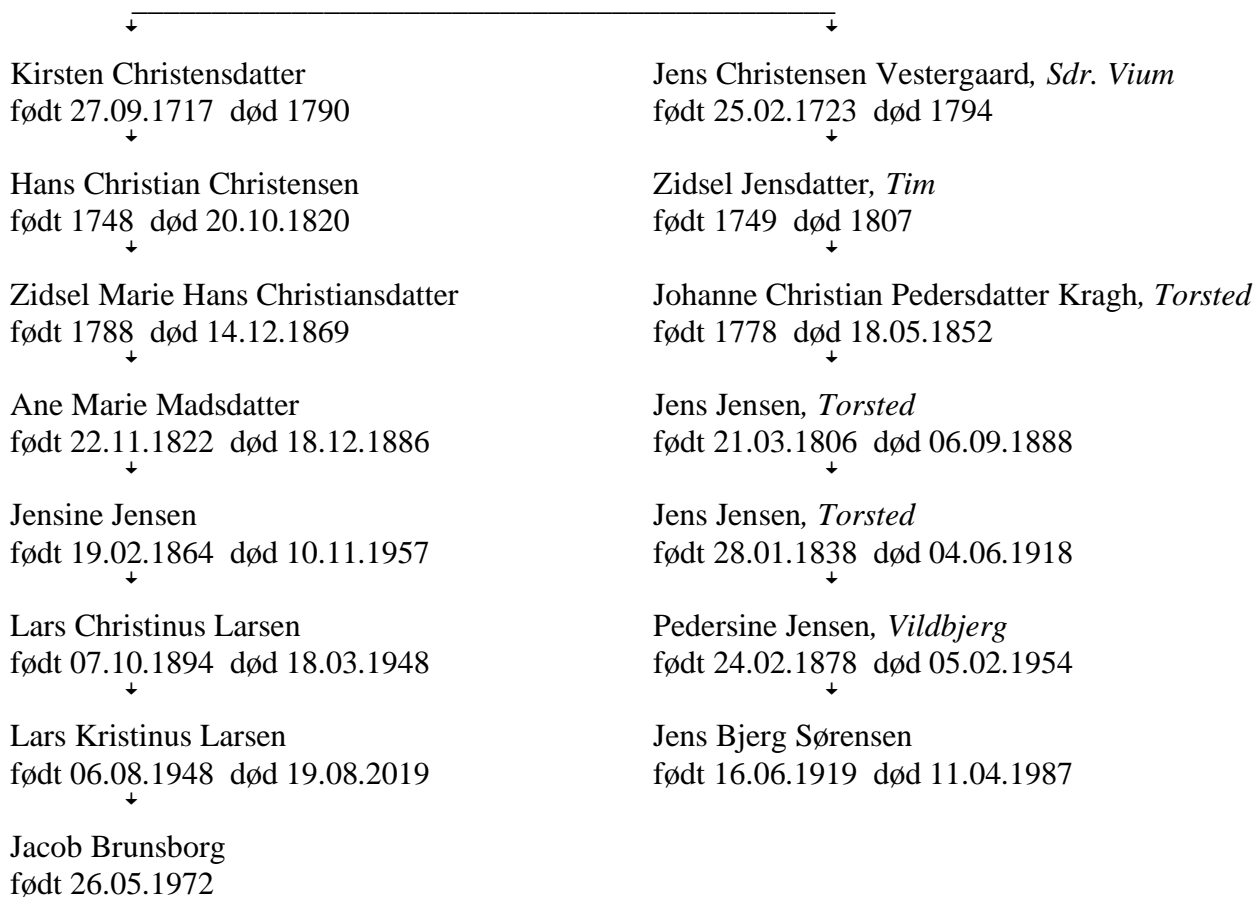 Kirsten Christensdatter
født 27.09.1717  død 1790
Hans Christian Christensen
født 1748  død 20.10.1820
Zidsel Marie Hans Christiansdatter
født 1788  død 14.12.1869
Ane Marie Madsdatter
født 22.11.1822  død 18.12.1886
Jensine Jensen
født 19.02.1864  død 10.11.1957
Lars Christinus Larsen
født 07.10.1894  død 18.03.1948
Lars Kristinus Larsen
født 06.08.1948  død 19.08.2019
Jacob Brunsborg
født 26.05.1972
Jens Christensen Vestergaard, Sdr. Vium
født 25.02.1723  død 1794
Zidsel Jensdatter, Tim
født 1749  død 1807
Johanne Christian Pedersdatter Kragh, Torsted
født 1778  død 18.05.1852
Jens Jensen, Torsted
født 21.03.1806  død 06.09.1888
Jens Jensen, Torsted
født 28.01.1838  død 04.06.1918
Pedersine Jensen, Vildbjerg
født 24.02.1878  død 05.02.1954
Jens Bjerg Sørensen
født 16.06.1919  død 11.04.1987